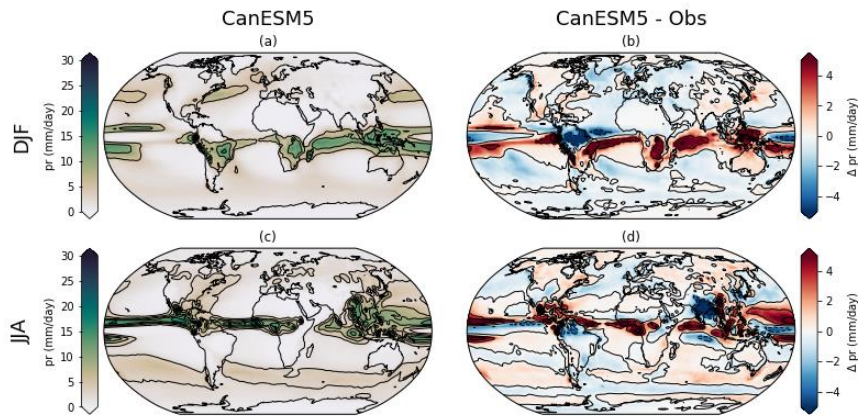 CanESM5
CanESM5 - Obs
(a)
(b)
DJF
pr (mm/day)
30
25
20
15
10
5
0
4
2
0
−2
−4
Δ pr (mm/day)
(c)
(d)
JJA
pr (mm/day)
30
25
20
15
10
5
0
4
2
0
−2
−4
Δ pr (mm/day)